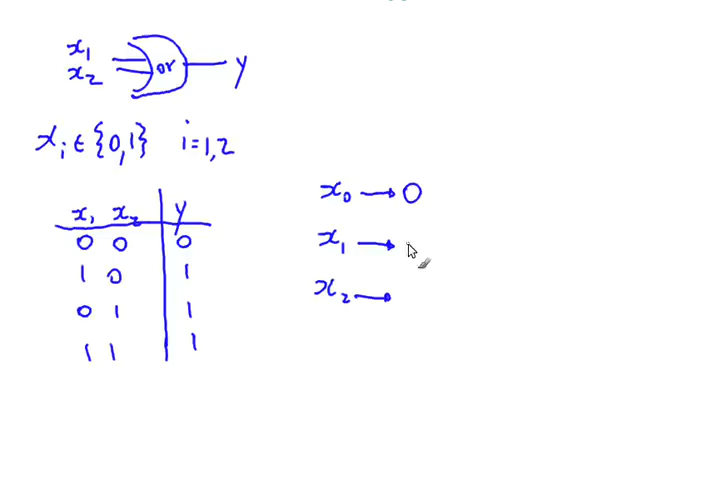 x₁
x₂ or y
xᵢ ∈ {0,1} i=1,2
x₁ x₂ y
0 0 0
1 0 1
0 1 1
1 1 1
x₀ → 0
x₁ →
x₂ →